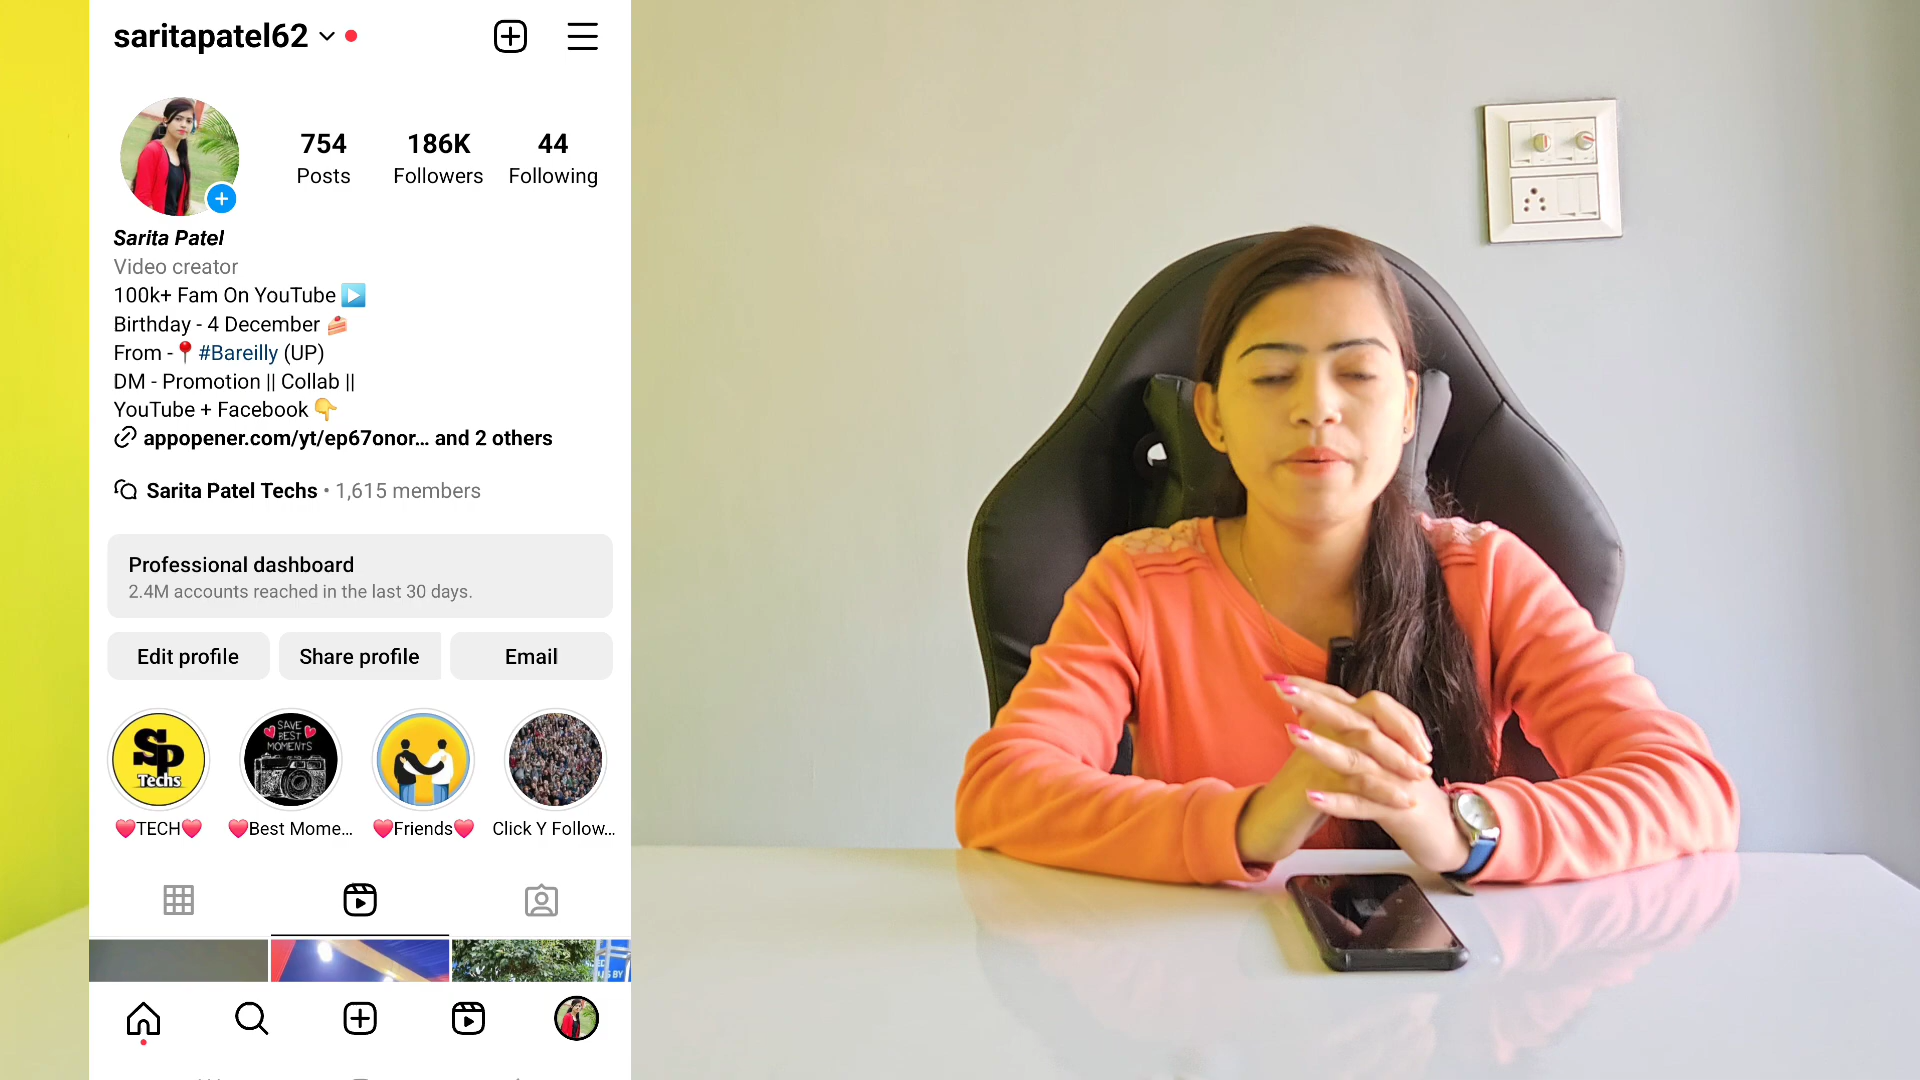 saritapatel62
754
186K
44
Posts
Followers
Following
Sarita Patel
Video creator
100k+ Fam On YouTube
Birthday - 4 December
From - #Bareilly (UP)
DM - Promotion || Collab ||
YouTube + Facebook
appopener.com/yt/ep67onor... and 2 others
Sarita Patel Techs • 1,615 members
Professional dashboard
2.4M accounts reached in the last 30 days.
Edit profile
Share profile
Email
SP
Techs
SAVE
BEST
MOMENTS
TECH
Best Mome...
Friends
Click Y Follow...